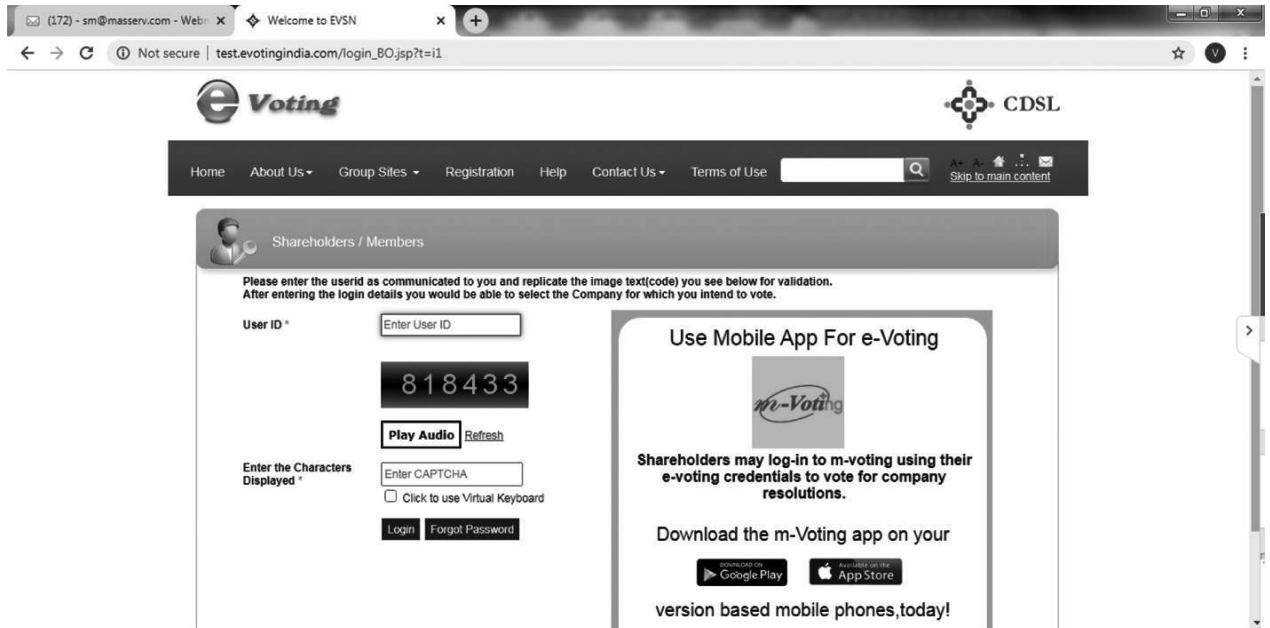 (172) - sm@masserv.com - Web
Welcome to EVSN
Not secure | test.evotingindia.com/login_BO.jsp?t=i1
V
e Voting
CDSL
Home About Us Group Sites Registration Help Contact Us Terms of Use
A+ A-
Skip to main content
Shareholders / Members
Please enter the userid as communicated to you and replicate the image text(code) you see below for validation.
After entering the login details you would be able to select the Company for which you intend to vote.
User ID *
Enter User ID
818433
Play Audio Refresh
Enter the Characters
Displayed *
Enter CAPTCHA
Click to use Virtual Keyboard
Login Forgot Password
Use Mobile App For e-Voting
m-Voting
Shareholders may log-in to m-voting using their
e-voting credentials to vote for company
resolutions.
Download the m-Voting app on your
DOWNLOAD ON
Google Play
Available on the
App Store
version based mobile phones,today!